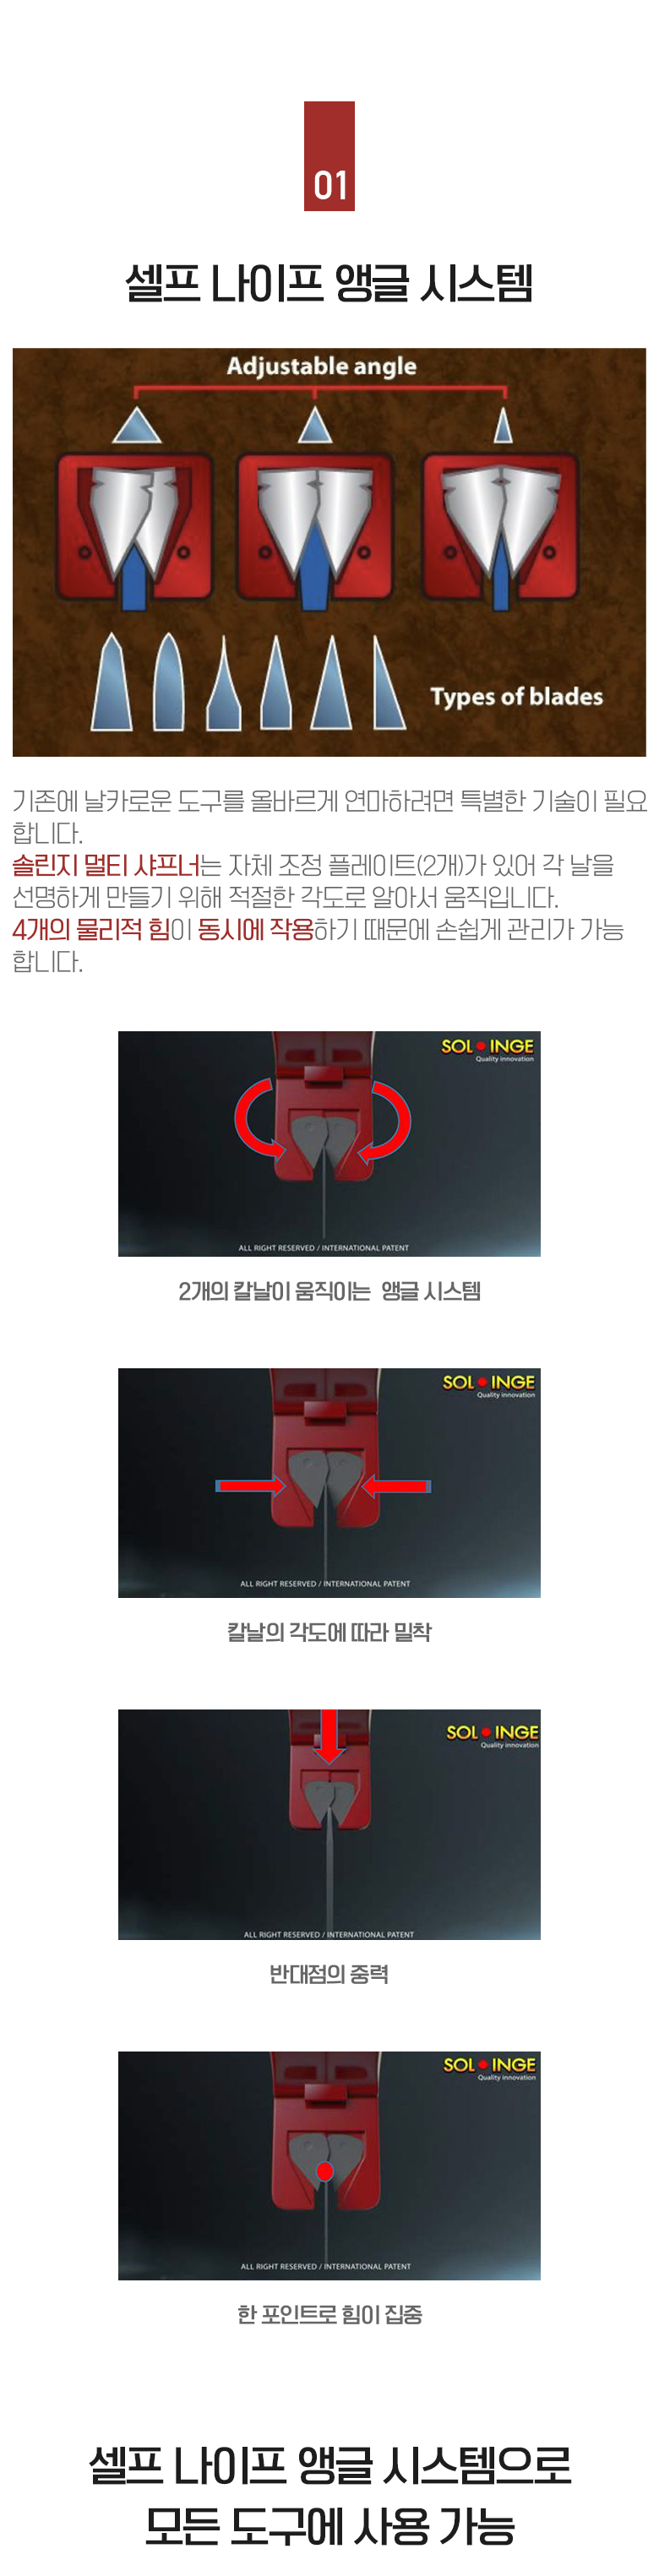 01
셀프 나이프 앵글 시스템
Adjustable angle
Types of blades
기존에 날카로운 도구를 올바르게 연마하려면 특별한 기술이 필요
합니다.
솔린지 멀티 샤프너는 자체 조정 플레이트(2개)가 있어 각 날을
선명하게 만들기 위해 적절한 각도로 알아서 움직입니다.
4개의 물리적 힘이 동시에 작용하기 때문에 손쉽게 관리가 가능
합니다.
SOL INGE
Quality innovation
ALL RIGHT RESERVED / INTERNATIONAL PATENT
2개의 칼날이 움직이는 앵글 시스템
SOL INGE
Quality innovation
ALL RIGHT RESERVED / INTERNATIONAL PATENT
칼날의 각도에 따라 밀착
SOL INGE
Quality innovation
ALL RIGHT RESERVED / INTERNATIONAL PATENT
반대점의 중력
SOL INGE
Quality innovation
ALL RIGHT RESERVED / INTERNATIONAL PATENT
한 포인트로 힘이 집중
셀프 나이프 앵글 시스템으로
모든 도구에 사용 가능